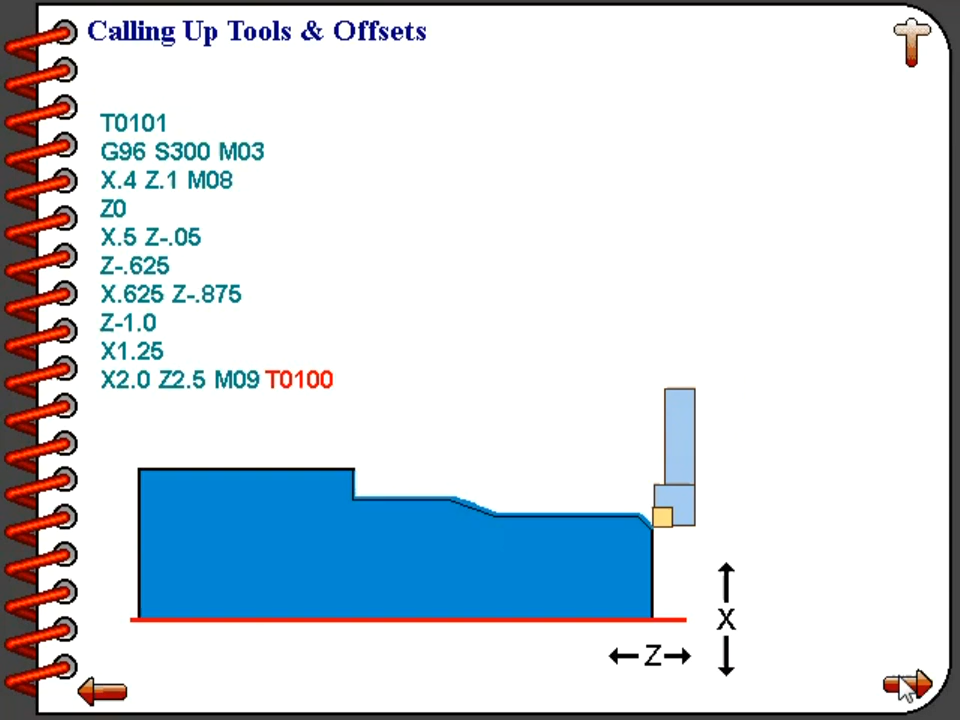 Calling Up Tools & Offsets
T0101
G96 S300 M03
X.4 Z.1 M08
Z0
X.5 Z-.05
Z-.625
X.625 Z-.875
Z-1.0
X1.25
X2.0 Z2.5 M09 T0100
X
Z